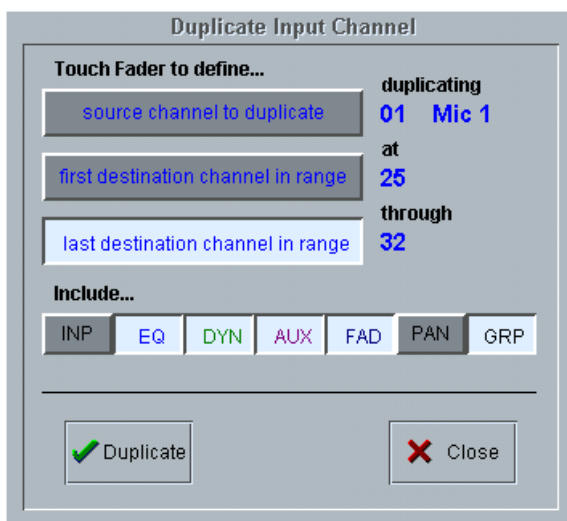 Duplicate Input Channel
Touch Fader to define...
duplicating
source channel to duplicate
01 Mic 1
at
first destination channel in range
25
through
last destination channel in range
32
Include...
INP EQ DYN AUX FAD PAN GRP
Duplicate Close